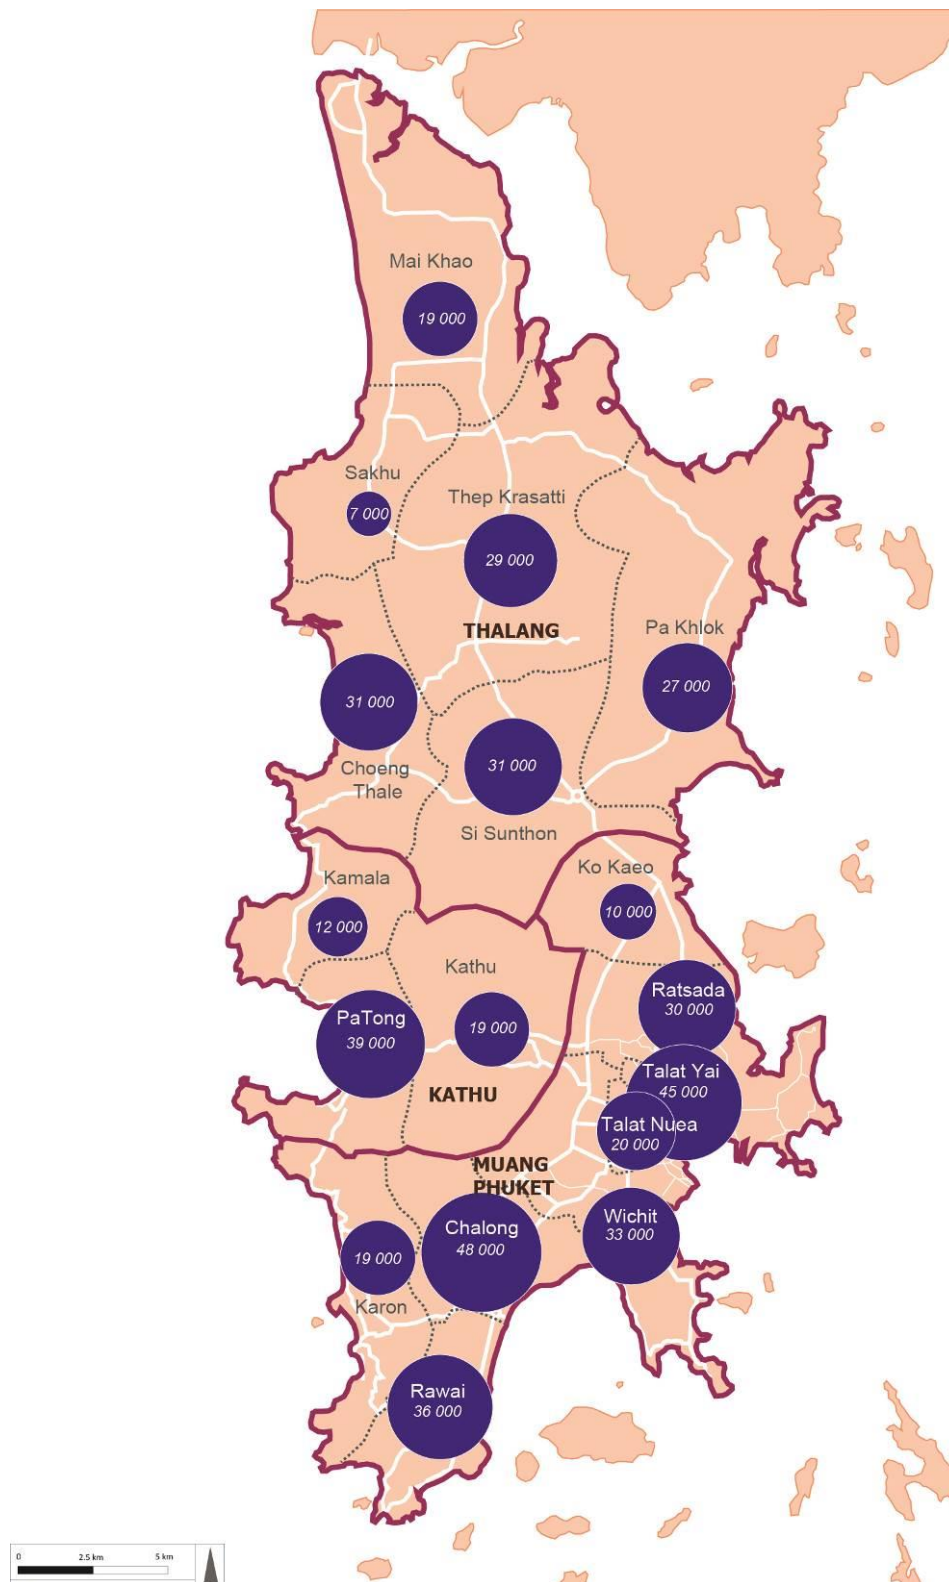 Mai Khao
19 000
Sakhu
7 000
Thep Krasatti
29 000
THALANG
Pa Khlok
27 000
31 000
Choeng
Thale
31 000
Si Sunthon
Kamala
12 000
Ko Kaeo
10 000
Kathu
19 000
PaTong
39 000
KATHU
Ratsada
30 000
Talat Yai
45 000
Talat Nuea
20 000
MUANG
PHUKET
Chalong
48 000
Wichit
33 000
19 000
Karon
Rawai
36 000
0 2.5 km 5 km